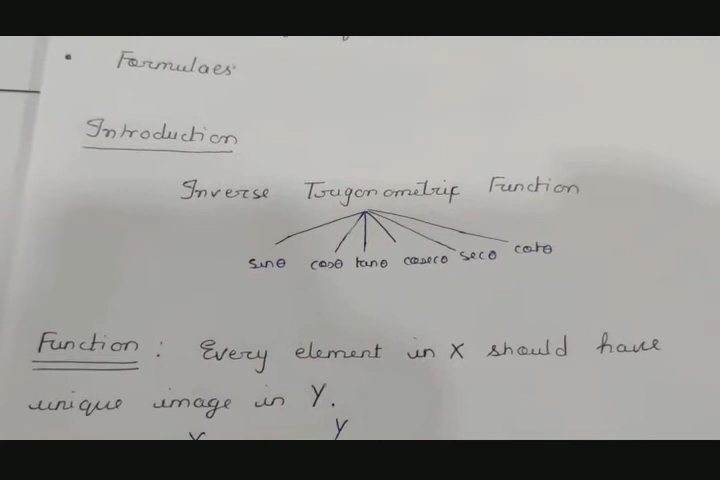 • Formulaes
Introduction
Inverse Trigonometric Function
sinθ cosθ tanθ cosecθ secθ cotθ
Function : Every element in X should have
unique image in Y.
X Y